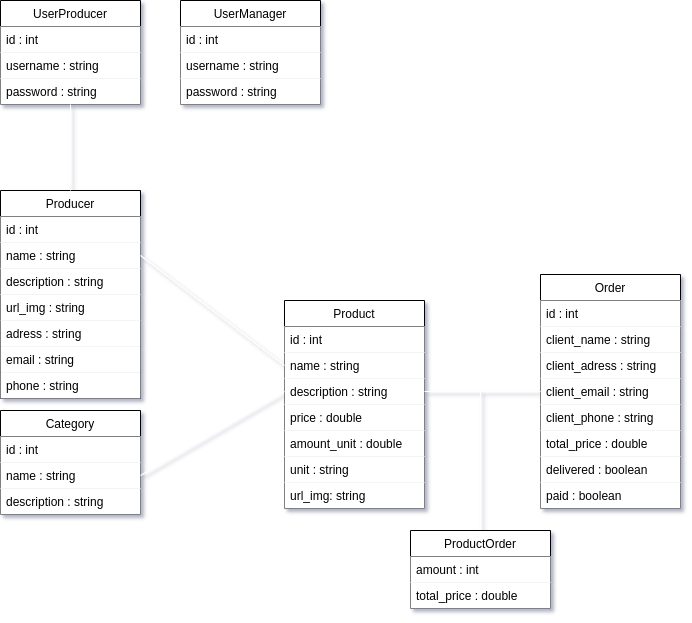 UserProducer
id : int
username : string
password : string
UserManager
id : int
username : string
password : string
Producer
id : int
name : string
description : string
url_img : string
adress : string
email : string
phone : string
Category
id : int
name : string
description : string
Product
id : int
name : string
description : string
price : double
amount_unit : double
unit : string
url_img: string
Order
id : int
client_name : string
client_adress : string
client_email : string
client_phone : string
total_price : double
delivered : boolean
paid : boolean
ProductOrder
amount : int
total_price : double